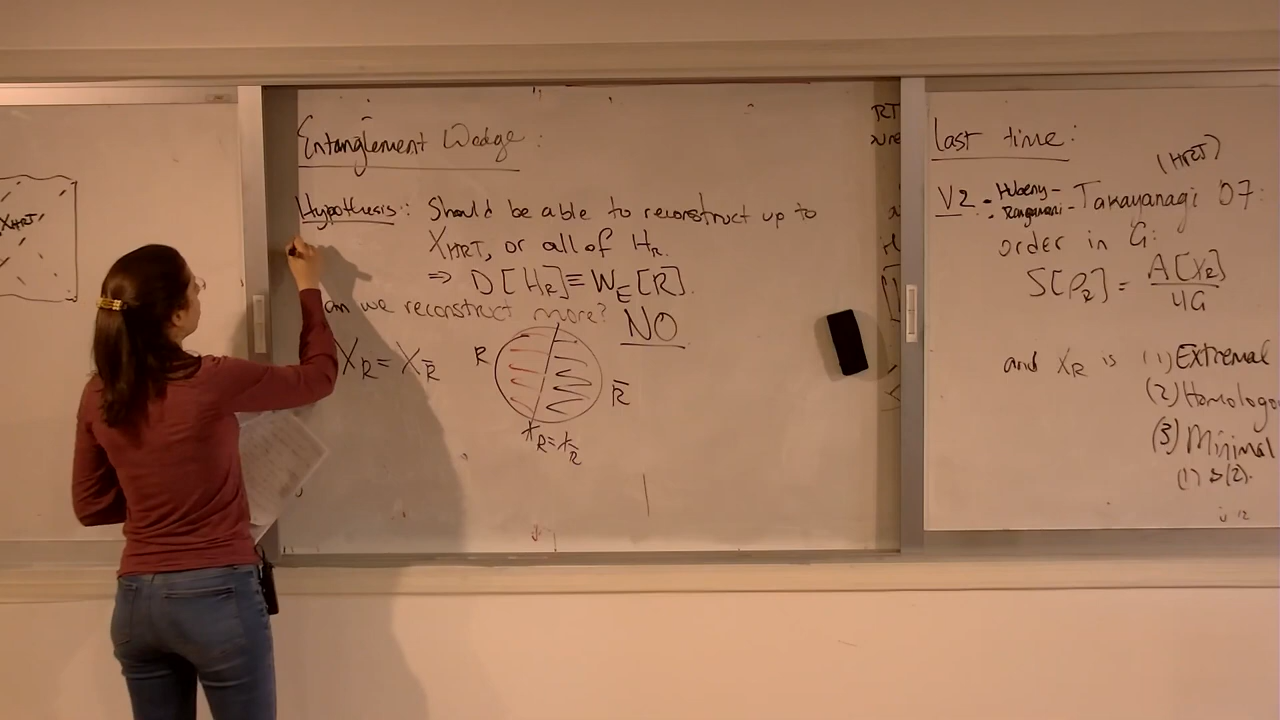 X_HRT
Entanglement Wedge:
Hypothesis: Should be able to reconstruct up to
X_HRT, or all of H_R.
⇒ D[H_R] ≡ W_E[R].
an we reconstruct more? NO
X_R = X_R̄
R
R̄
X_R = X_R̄
RT
last time:
(HRT)
V2 - Hubeny-
- Rangamani-Takayanagi '07:
order in G:
S[ρ_R] = A[X_R] / 4G
and X_R is (1) Extremal
(2) Homologo
(3) Minimal
(1) & (2).